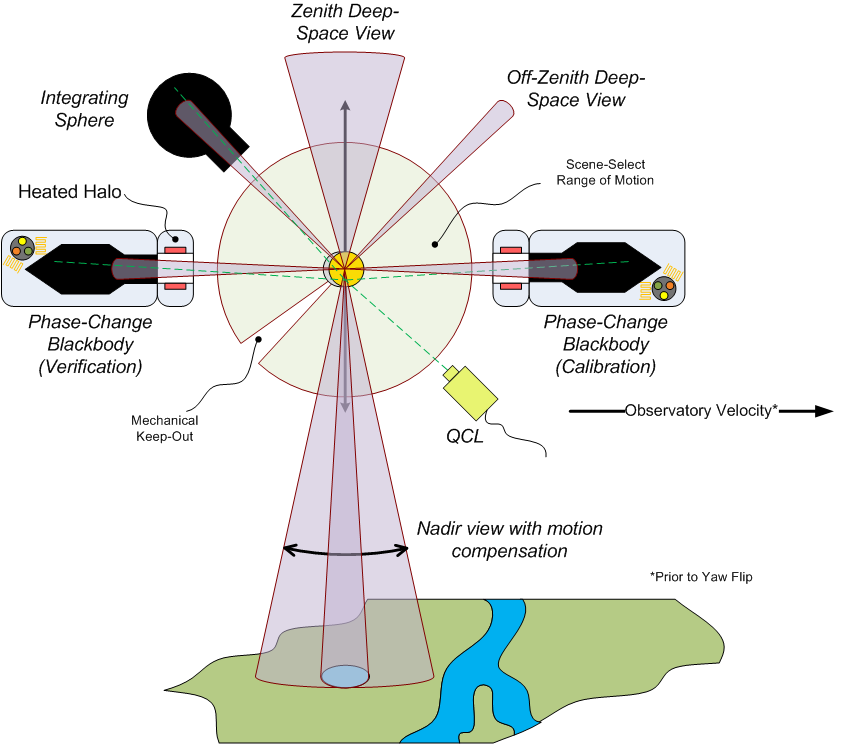 Zenith Deep-
Space View
Integrating
Sphere
Off-Zenith Deep-
Space View
Scene-Select
Range of Motion
Heated Halo
Phase-Change
Blackbody
(Verification)
Phase-Change
Blackbody
(Calibration)
Mechanical
Keep-Out
QCL
Observatory Velocity*
Nadir view with motion
compensation
*Prior to Yaw Flip